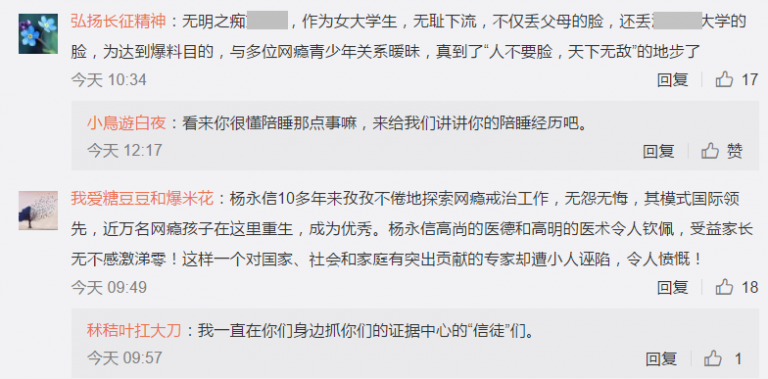 弘扬长征精神：无明之痴 ，作为女大学生，无耻下流，不仅丢父母的脸，还丢 大学的
脸，为达到爆料目的，与多位网瘾青少年关系暧昧，真到了“人不要脸，天下无敌”的地步了
今天 10:34 回复 17
小鳥遊白夜：看来你很懂陪睡那点事嘛，来给我们讲讲你的陪睡经历吧。
今天 12:17 回复 赞
我爱糖豆豆和爆米花：杨永信10多年来孜孜不倦地探索网瘾戒治工作，无怨无悔，其模式国际领
先，近万名网瘾孩子在这里重生，成为优秀。杨永信高尚的医德和高明的医术令人钦佩，受益家长
无不感激涕零！这样一个对国家、社会和家庭有突出贡献的专家却遭小人诬陷，令人愤慨！
今天 09:49 回复 18
秫秸叶扛大刀：我一直在你们身边抓你们的证据中心的“信徒”们。
今天 09:57 回复 1